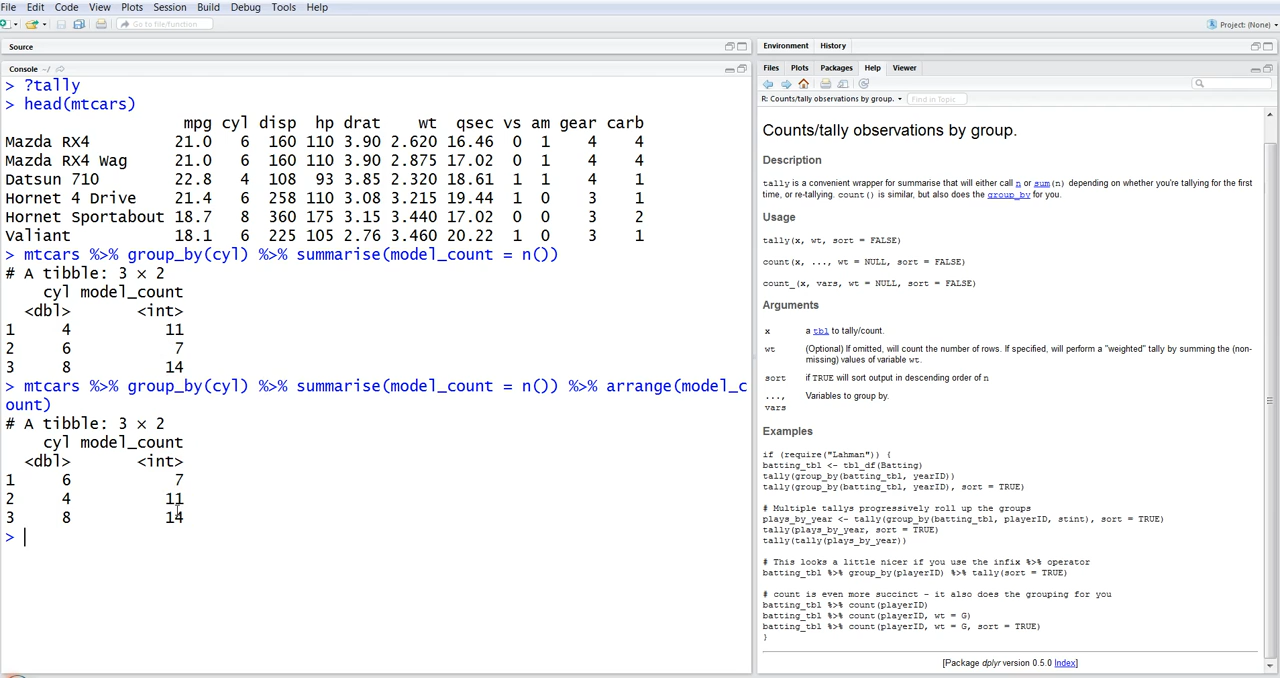 File Edit Code View Plots Session Build Debug Tools Help
Go to file/function Project: (None)
Source
Console ~/
> ?tally
> head(mtcars)
mpg cyl disp hp drat wt qsec vs am gear carb
Mazda RX4 21.0 6 160 110 3.90 2.620 16.46 0 1 4 4
Mazda RX4 Wag 21.0 6 160 110 3.90 2.875 17.02 0 1 4 4
Datsun 710 22.8 4 108 93 3.85 2.320 18.61 1 1 4 1
Hornet 4 Drive 21.4 6 258 110 3.08 3.215 19.44 1 0 3 1
Hornet Sportabout 18.7 8 360 175 3.15 3.440 17.02 0 0 3 2
Valiant 18.1 6 225 105 2.76 3.460 20.22 1 0 3 1
> mtcars %>% group_by(cyl) %>% summarise(model_count = n())
# A tibble: 3 × 2
cyl model_count
<dbl> <int>
1 4 11
2 6 7
3 8 14
> mtcars %>% group_by(cyl) %>% summarise(model_count = n()) %>% arrange(model_c
ount)
# A tibble: 3 × 2
cyl model_count
<dbl> <int>
1 6 7
2 4 11
3 8 14
>
Environment History
Files Plots Packages Help Viewer
R: Counts/tally observations by group. Find in Topic
Counts/tally observations by group.
Description
tally is a convenient wrapper for summarise that will either call n or sum(n) depending on whether you're tallying for the first
time, or re-tallying. count() is similar, but also does the group_by for you.
Usage
tally(x, wt, sort = FALSE)
count(x, ..., wt = NULL, sort = FALSE)
count_(x, vars, wt = NULL, sort = FALSE)
Arguments
x a tbl to tally/count.
wt (Optional) If omitted, will count the number of rows. If specified, will perform a "weighted" tally by summing the (non-
missing) values of variable wt.
sort if TRUE will sort output in descending order of n
..., Variables to group by.
vars
Examples
if (require("Lahman")) {
batting_tbl <- tbl_df(Batting)
tally(group_by(batting_tbl, yearID))
tally(group_by(batting_tbl, yearID), sort = TRUE)
# Multiple tallys progressively roll up the groups
plays_by_year <- tally(group_by(batting_tbl, playerID, stint), sort = TRUE)
tally(plays_by_year, sort = TRUE)
tally(tally(plays_by_year))
# This looks a little nicer if you use the infix %>% operator
batting_tbl %>% group_by(playerID) %>% tally(sort = TRUE)
# count is even more succinct - it also does the grouping for you
batting_tbl %>% count(playerID)
batting_tbl %>% count(playerID, wt = G)
batting_tbl %>% count(playerID, wt = G, sort = TRUE)
}
[Package dplyr version 0.5.0 Index]